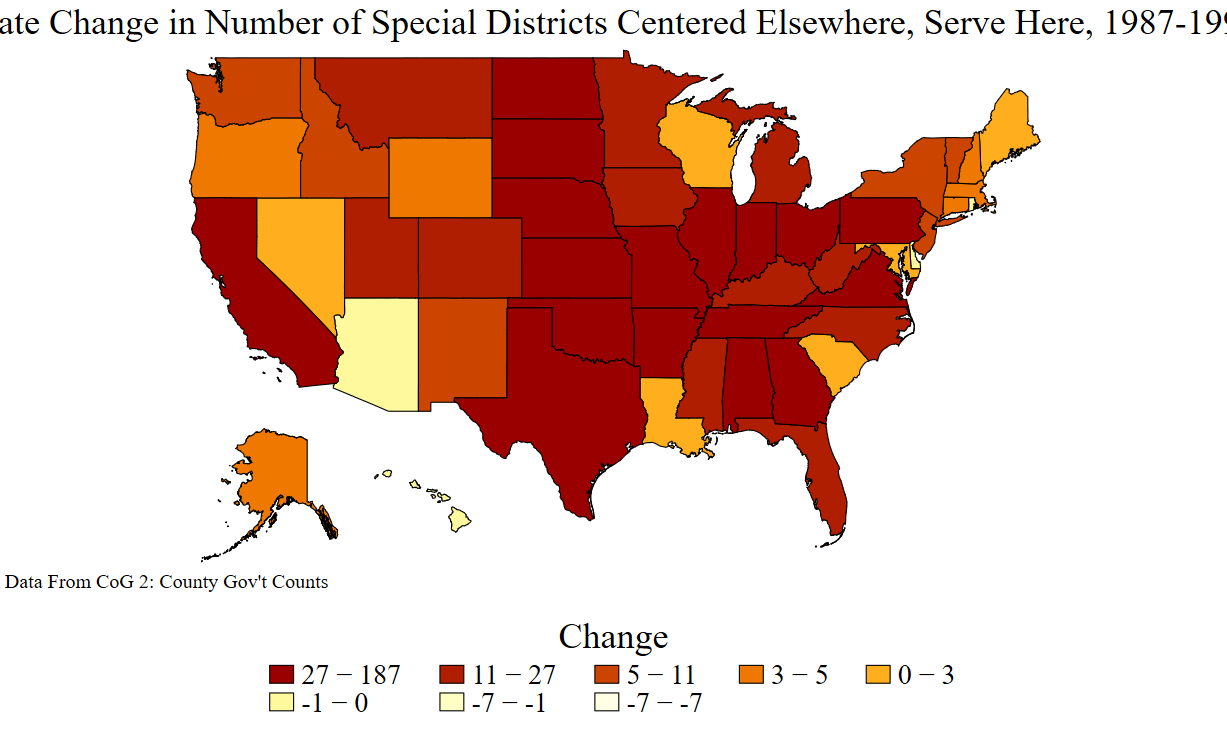 ate Change in Number of Special Districts Centered Elsewhere, Serve Here, 1987-199
Data From CoG 2: County Gov't Counts
Change
27 – 187 11 – 27 5 – 11 3 – 5 0 – 3
-1 – 0 -7 – -1 -7 – -7